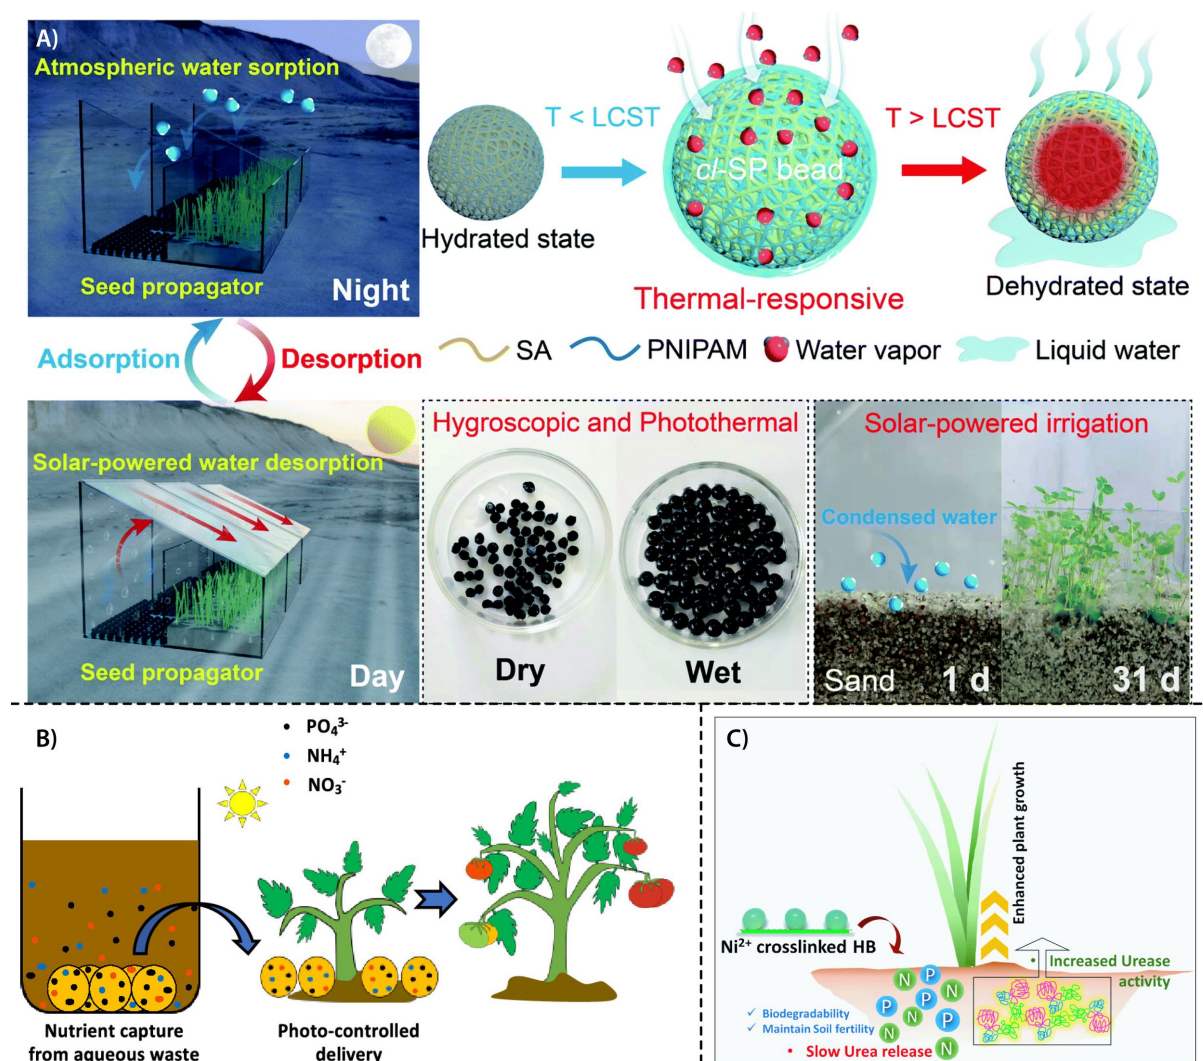 A)
Atmospheric water sorption
Seed propagator
Night
T < LCST
T > LCST
cl-SP bead
Hydrated state
Thermal-responsive
Dehydrated state
Adsorption
Desorption
SA
PNIPAM
Water vapor
Liquid water
Solar-powered water desorption
Seed propagator
Day
Hygroscopic and Photothermal
Dry
Wet
Solar-powered irrigation
Condensed water
Sand
1 d
31 d
B)
PO₄³⁻
NH₄⁺
NO₃⁻
Nutrient capture
from aqueous waste
Photo-controlled
delivery
C)
Enhanced plant growth
Ni²⁺ crosslinked HB
• Increased Urease
activity
N
P
N
P
P
N
P
N
N
✓ Biodegradability
✓ Maintain Soil fertility
• Slow Urea release